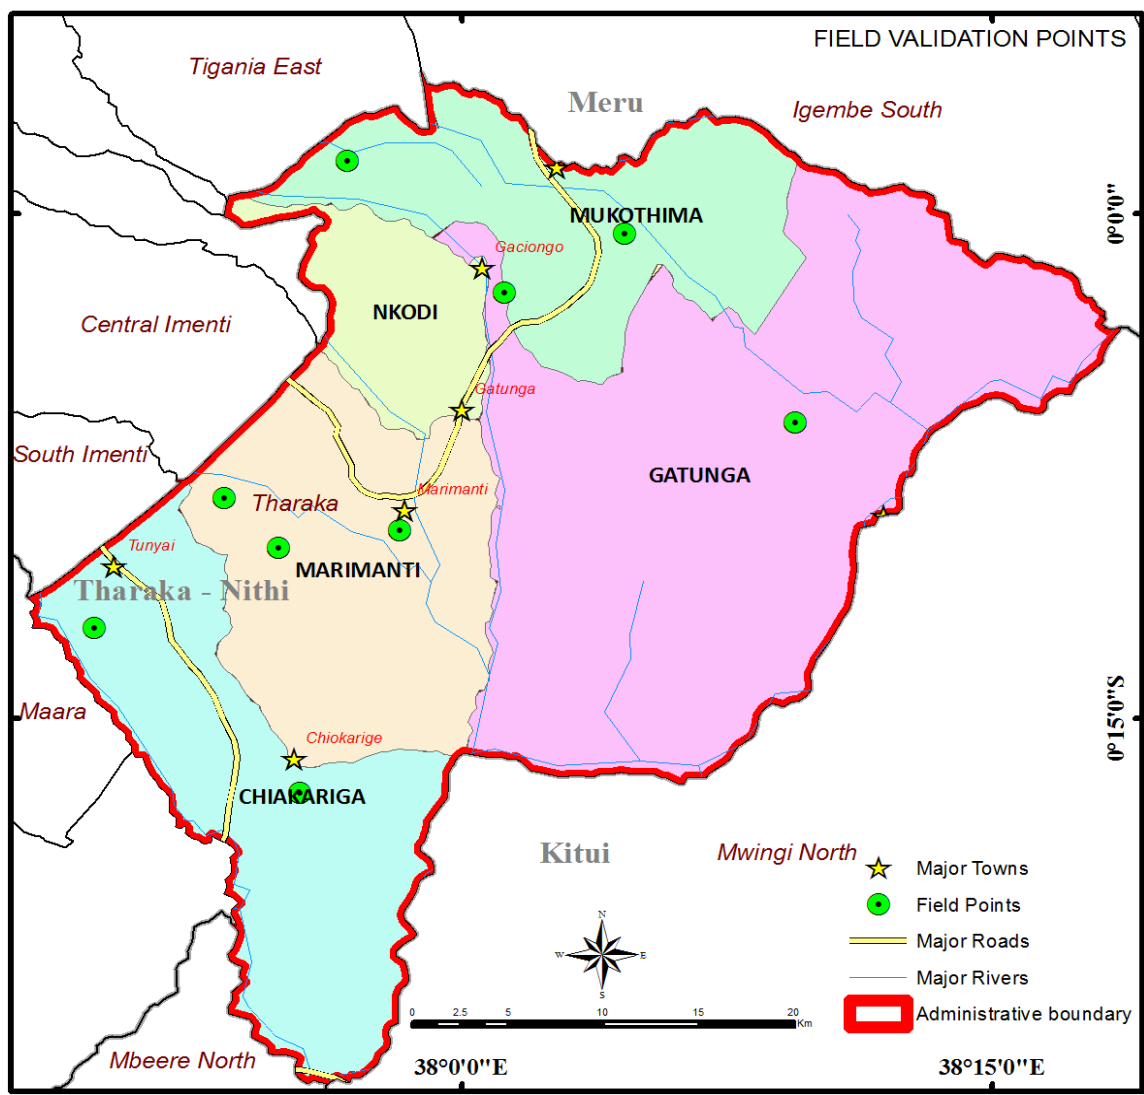 FIELD VALIDATION POINTS
Tigania East
Meru
Igembe South
0°0'0"
MUKOTHIMA
Gaciongo
NKODI
Central Imenti
Gatunga
South Imenti
GATUNGA
Marimanti
Tharaka
Tunyai
MARIMANTI
Tharaka - Nithi
Maara
0°15'0"S
Chiokarige
CHIAKARIGA
Kitui
Mwingi North
Major Towns
Field Points
Major Roads
Major Rivers
Administrative boundary
N
W E
S
0 2.5 5 10 15 20
Km
Mbeere North
38°0'0"E
38°15'0"E